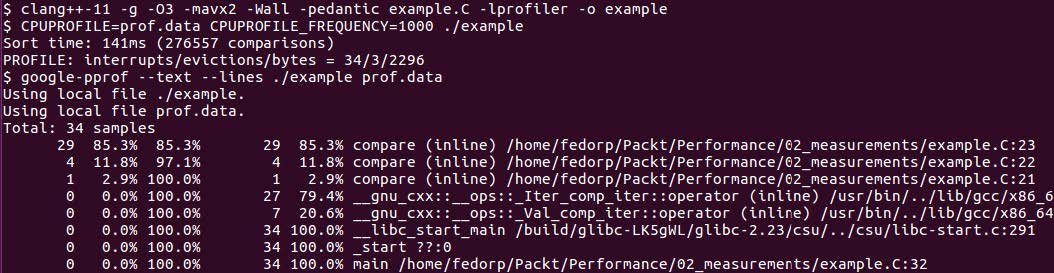 $ clang++-11 -g -O3 -mavx2 -Wall -pedantic example.C -lprofiler -o example
$ CPUPROFILE=prof.data CPUPROFILE_FREQUENCY=1000 ./example
Sort time: 141ms (276557 comparisons)
PROFILE: interrupts/evictions/bytes = 34/3/2296
$ google-pprof --text --lines ./example prof.data
Using local file ./example.
Using local file prof.data.
Total: 34 samples
29 85.3% 85.3% 29 85.3% compare (inline) /home/fedorp/Packt/Performance/02_measurements/example.C:23
4 11.8% 97.1% 4 11.8% compare (inline) /home/fedorp/Packt/Performance/02_measurements/example.C:22
1 2.9% 100.0% 1 2.9% compare (inline) /home/fedorp/Packt/Performance/02_measurements/example.C:21
0 0.0% 100.0% 27 79.4% __gnu_cxx::__ops::_Iter_comp_iter::operator (inline) /usr/bin/../lib/gcc/x86_6
0 0.0% 100.0% 7 20.6% __gnu_cxx::__ops::_Val_comp_iter::operator (inline) /usr/bin/../lib/gcc/x86_64
0 0.0% 100.0% 34 100.0% __libc_start_main /build/glibc-LK5gWL/glibc-2.23/csu/../csu/libc-start.c:291
0 0.0% 100.0% 34 100.0% _start ??:0
0 0.0% 100.0% 34 100.0% main /home/fedorp/Packt/Performance/02_measurements/example.C:32